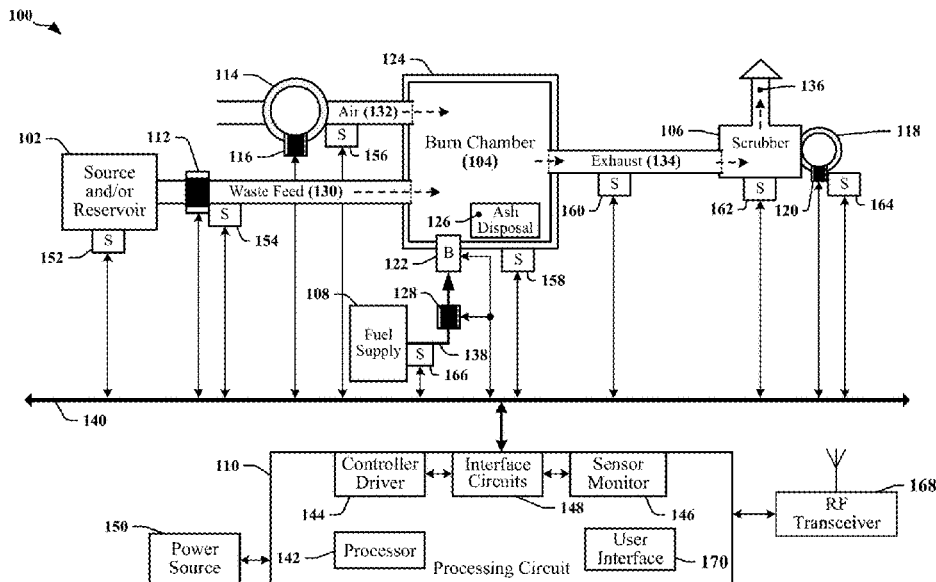 100
124
114
136
Air (132)
106
118
102
112
Burn Chamber
(104)
Scrubber
116
S
156
Exhaust (134)
Source
and/or
Reservoir
Waste Feed (130)
S
160
S
162
120
S
164
126
Ash
Disposal
S
152
S
154
122
B
S
158
108
128
Fuel
Supply
138
S
166
140
110
Controller
Driver
Interface
Circuits
Sensor
Monitor
168
144
148
146
RF
Transceiver
150
142
Power
Source
Processor
User
Interface
170
Processing Circuit